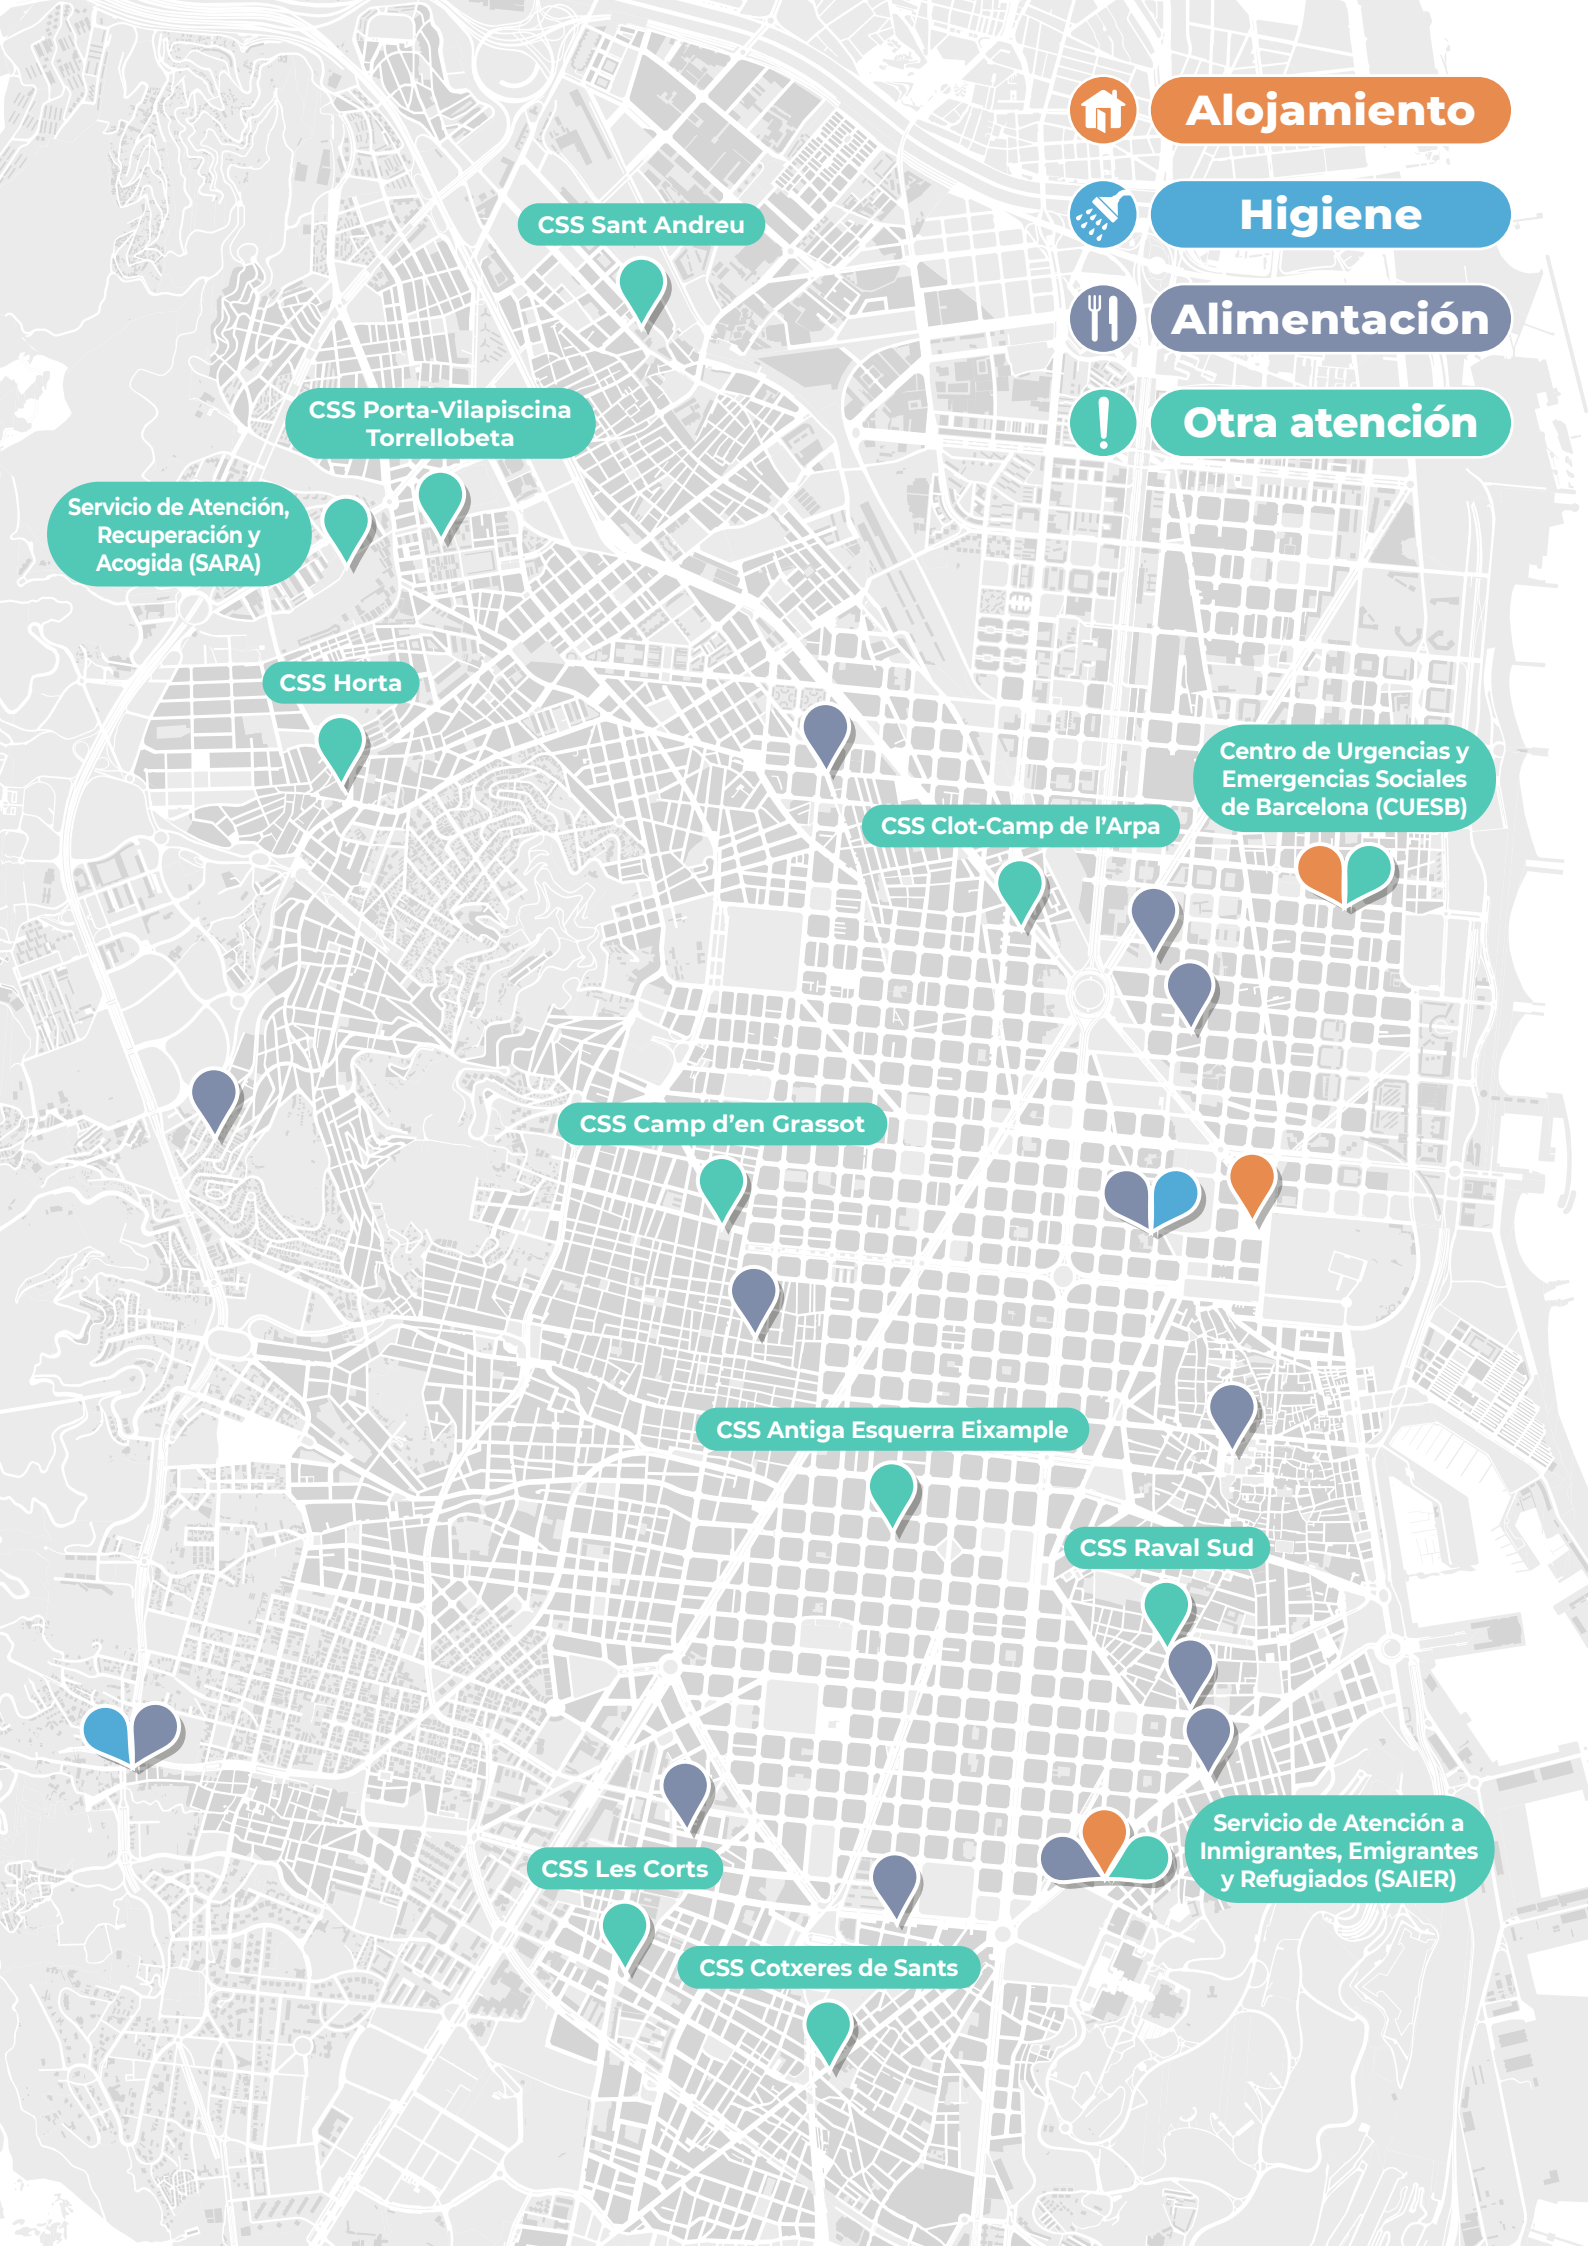 Alojamiento
Higiene
Alimentación
Otra atención
CSS Sant Andreu
CSS Porta-Vilapiscina
Torrellobeta
Servicio de Atención,
Recuperación y
Acogida (SARA)
CSS Horta
Centro de Urgencias y
Emergencias Sociales
de Barcelona (CUESB)
CSS Clot-Camp de l'Arpa
CSS Camp d'en Grassot
CSS Antiga Esquerra Eixample
CSS Raval Sud
Servicio de Atención a
Inmigrantes, Emigrantes
y Refugiados (SAIER)
CSS Les Corts
CSS Cotxeres de Sants